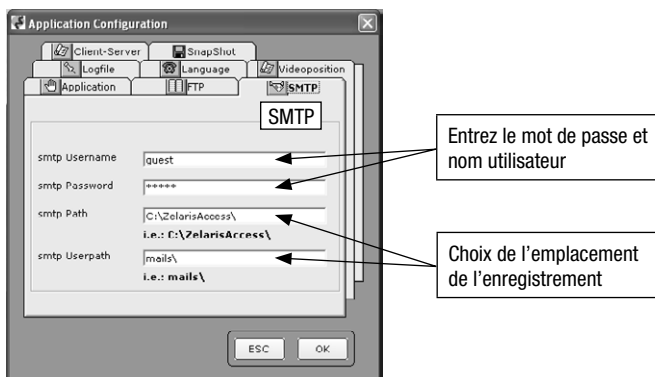 Application Configuration
Client-Server
SnapShot
Logfile
Language
Videoposition
Application
FTP
SMTP
SMTP
smtp Username
guest
smtp Password
*****
smtp Path
C:\ZelarisAccess\
i.e.: C:\ZelarisAccess\
smtp Userpath
mails\
i.e.: mails\
ESC
OK
Entrez le mot de passe et
nom utilisateur
Choix de l'emplacement
de l'enregistrement